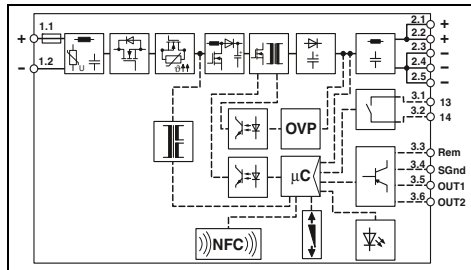 + 1.1
− 1.2
U
ϑ
2.1 +
2.2 +
2.3 −
2.4 −
2.5 −
3.1 13
3.2 14
OVP
µC
3.3 Rem
3.4 SGnd
3.5 OUT1
3.6 OUT2
NFC